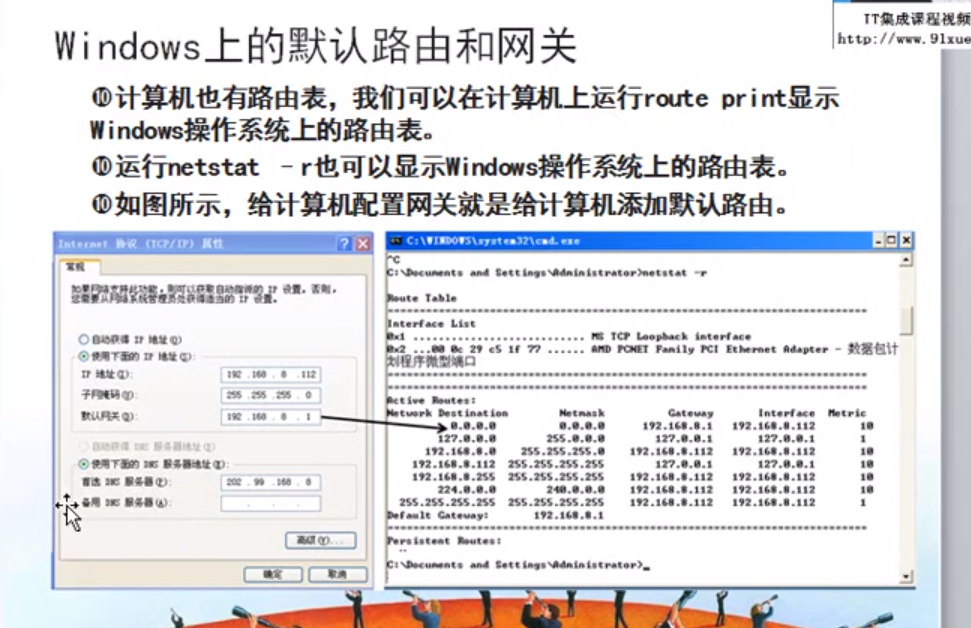 IT集成课程视频
http://www.91xue
Windows上的默认路由和网关
⑩计算机也有路由表，我们可以在计算机上运行route print显示
Windows操作系统上的路由表。
⑩运行netstat -r也可以显示Windows操作系统上的路由表。
⑩如图所示，给计算机配置网关就是给计算机添加默认路由。
Internet 协议 (TCP/IP) 属性
常规
如果网络支持此功能，则可以获取自动指派的 IP 设置。否则，
您需要从网络系统管理员处获得适当的 IP 设置。
自动获得 IP 地址(O)
使用下面的 IP 地址(S):
IP 地址(I): 192 .168 . 8 .112
子网掩码(U): 255 .255 .255 . 0
默认网关(D): 192 .168 . 8 . 1
自动获得 DNS 服务器地址(B)
使用下面的 DNS 服务器地址(E):
首选 DNS 服务器(P): 202 . 99 .168 . 8
备用 DNS 服务器(A): . . .
高级(V)...
确定 取消
C:\WINDOWS\system32\cmd.exe
^C
C:\Documents and Settings\Administrator>netstat -r
Route Table
===========================================================================
Interface List
0x1 ........................... MS TCP Loopback interface
0x2 ...00 0c 29 c5 1f 77 ...... AMD PCNET Family PCI Ethernet Adapter - 数据包计
划程序微型端口
===========================================================================
===========================================================================
Active Routes:
Network Destination Netmask Gateway Interface Metric
0.0.0.0 0.0.0.0 192.168.8.1 192.168.8.112 10
127.0.0.0 255.0.0.0 127.0.0.1 127.0.0.1 1
192.168.8.0 255.255.255.0 192.168.8.112 192.168.8.112 10
192.168.8.112 255.255.255.255 127.0.0.1 127.0.0.1 10
192.168.8.255 255.255.255.255 192.168.8.112 192.168.8.112 10
224.0.0.0 240.0.0.0 192.168.8.112 192.168.8.112 10
255.255.255.255 255.255.255.255 192.168.8.112 192.168.8.112 1
Default Gateway: 192.168.8.1
===========================================================================
Persistent Routes:
C:\Documents and Settings\Administrator>_